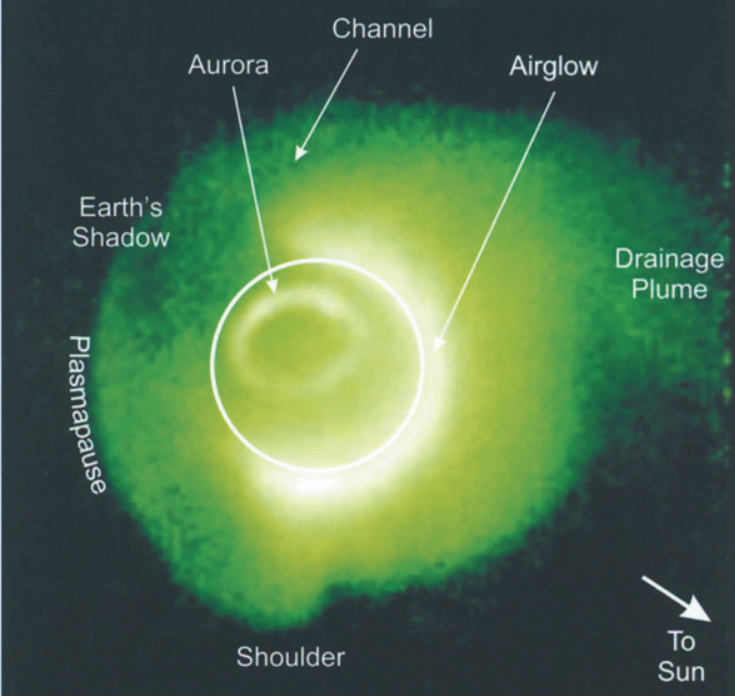 Channel
Aurora
Airglow
Earth's
Shadow
Drainage
Plume
Plasmapause
Shoulder
To
Sun